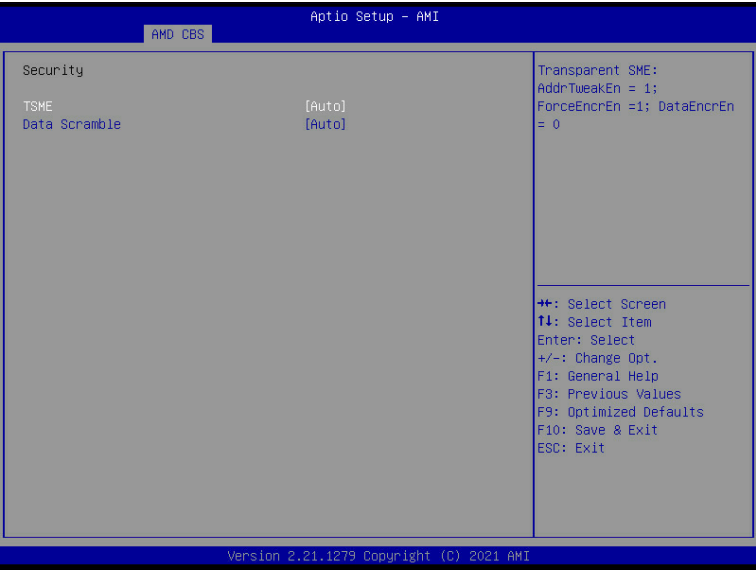 Aptio Setup – AMI
AMD CBS
Security
TSME [Auto]
Data Scramble [Auto]
Transparent SME:
AddrTweakEn = 1;
ForceEncrEn =1; DataEncrEn
= 0
→←: Select Screen
↑↓: Select Item
Enter: Select
+/-: Change Opt.
F1: General Help
F3: Previous Values
F9: Optimized Defaults
F10: Save & Exit
ESC: Exit
Version 2.21.1279 Copyright (C) 2021 AMI